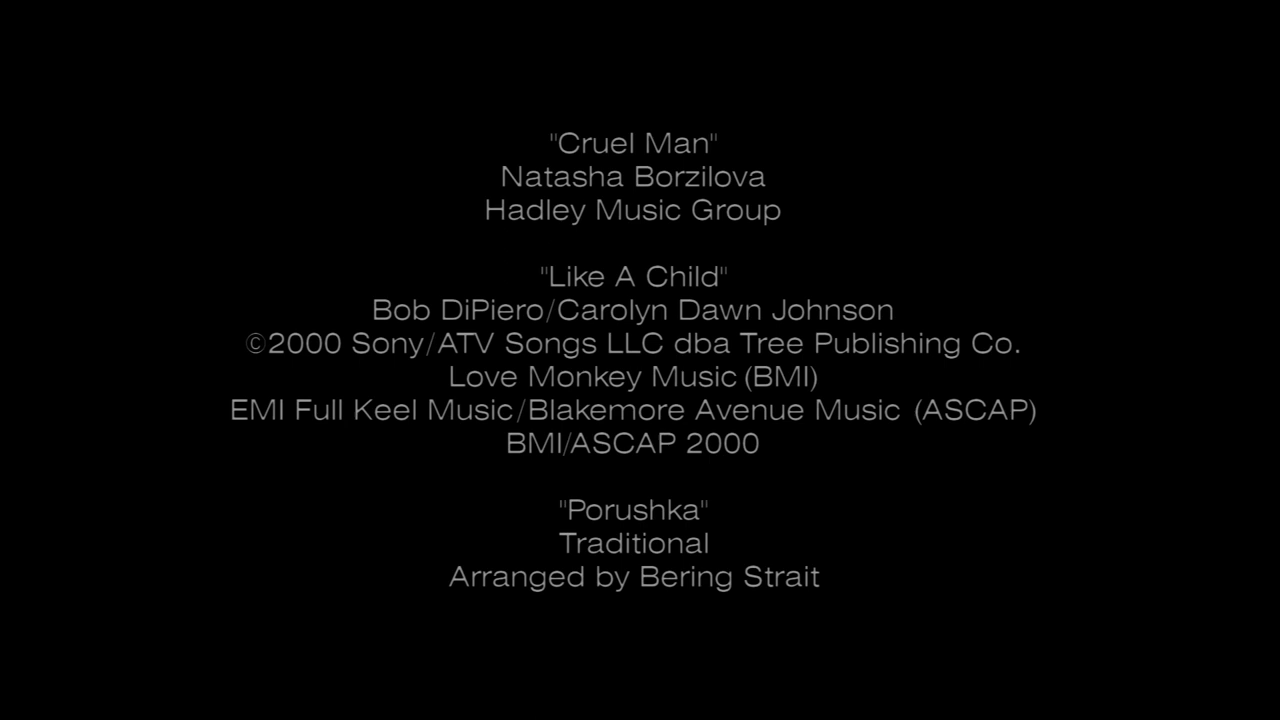 "Cruel Man"
Natasha Borzilova
Hadley Music Group
"Like A Child"
Bob DiPiero/Carolyn Dawn Johnson
©2000 Sony/ATV Songs LLC dba Tree Publishing Co.
Love Monkey Music (BMI)
EMI Full Keel Music/Blakemore Avenue Music (ASCAP)
BMI/ASCAP 2000
"Porushka"
Traditional
Arranged by Bering Strait